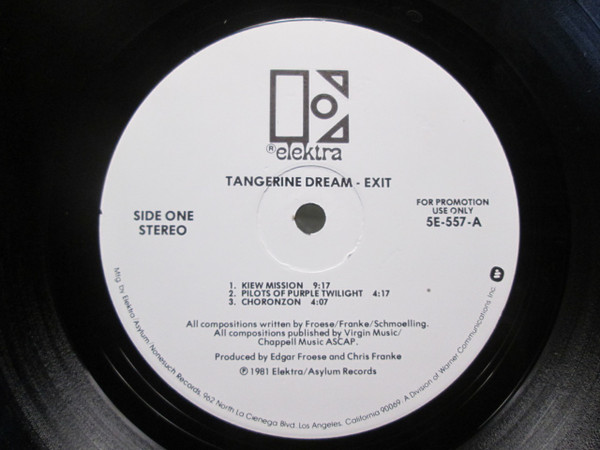 ® elektra
TANGERINE DREAM - EXIT
SIDE ONE
STEREO
FOR PROMOTION
USE ONLY
5E-557-A
1. KIEW MISSION 9:17
2. PILOTS OF PURPLE TWILIGHT 4:17
3. CHORONZON 4:07
All compositions written by Froese/Franke/Schmoelling.
All compositions published by Virgin Music/
Chappell Music ASCAP.
Produced by Edgar Froese and Chris Franke
℗ 1981 Elektra/Asylum Records
Mfg. by Elektra/Asylum/Nonesuch Records, 962 North La Cienega Blvd. Los Angeles, California 90069. A Division of Warner Communications Inc.